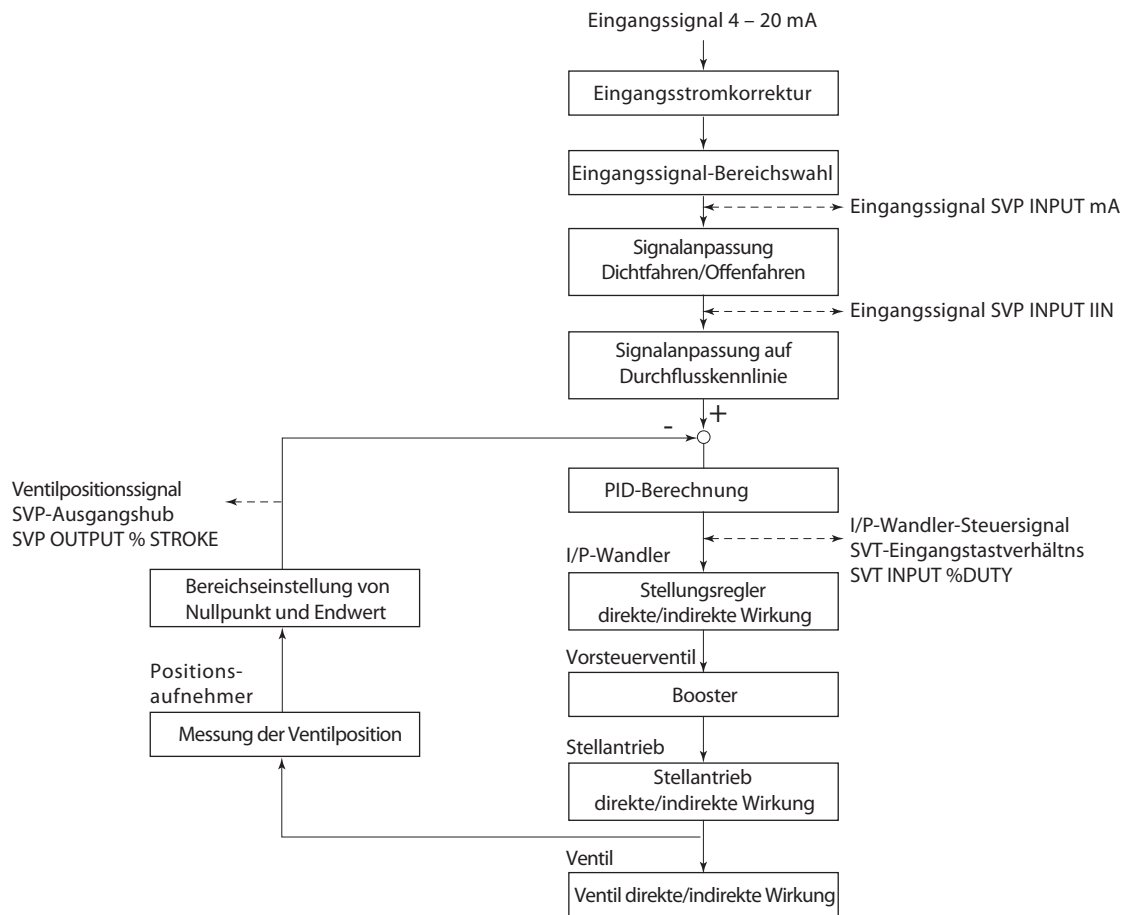 Eingangssignal 4 – 20 mA
Eingangsstromkorrektur
Eingangssignal-Bereichswahl
Eingangssignal SVP INPUT mA
Signalanpassung
Dichtfahren/Offenfahren
Eingangssignal SVP INPUT IIN
Signalanpassung auf
Durchflusskennlinie
- +
Ventilpositionssignal
SVP-Ausgangshub
SVP OUTPUT % STROKE
PID-Berechnung
I/P-Wandler-Steuersignal
SVT-Eingangstastverhältns
SVT INPUT %DUTY
I/P-Wandler
Bereichseinstellung von
Nullpunkt und Endwert
Stellungsregler
direkte/indirekte Wirkung
Positions-
aufnehmer
Vorsteuerventil
Booster
Messung der Ventilposition
Stellantrieb
Stellantrieb
direkte/indirekte Wirkung
Ventil
Ventil direkte/indirekte Wirkung